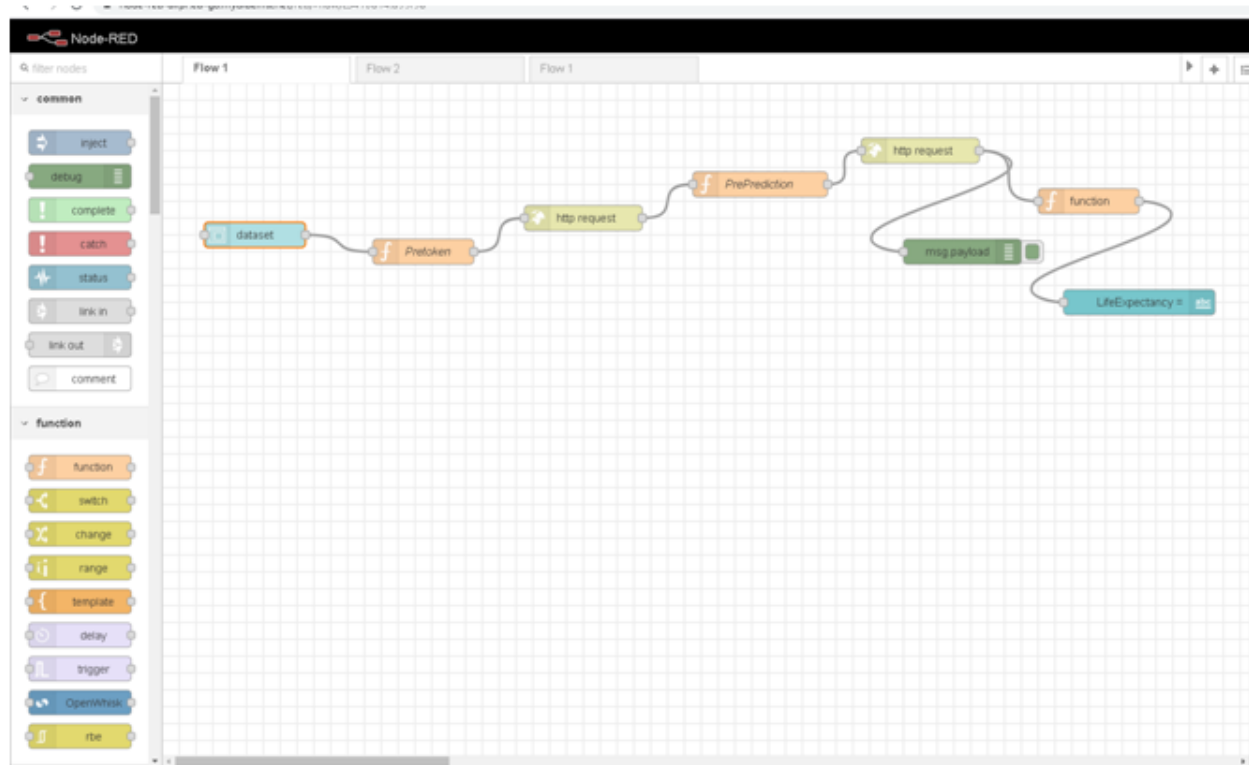 Node-RED
filter nodes
Flow 1
Flow 2
Flow 1
common
inject
debug
complete
catch
status
link in
link out
comment
function
function
switch
change
range
template
delay
trigger
OpenWhisk
rbe
dataset
Pretoken
http request
PrePrediction
http request
function
msg.payload
LifeExpectancy =
abc